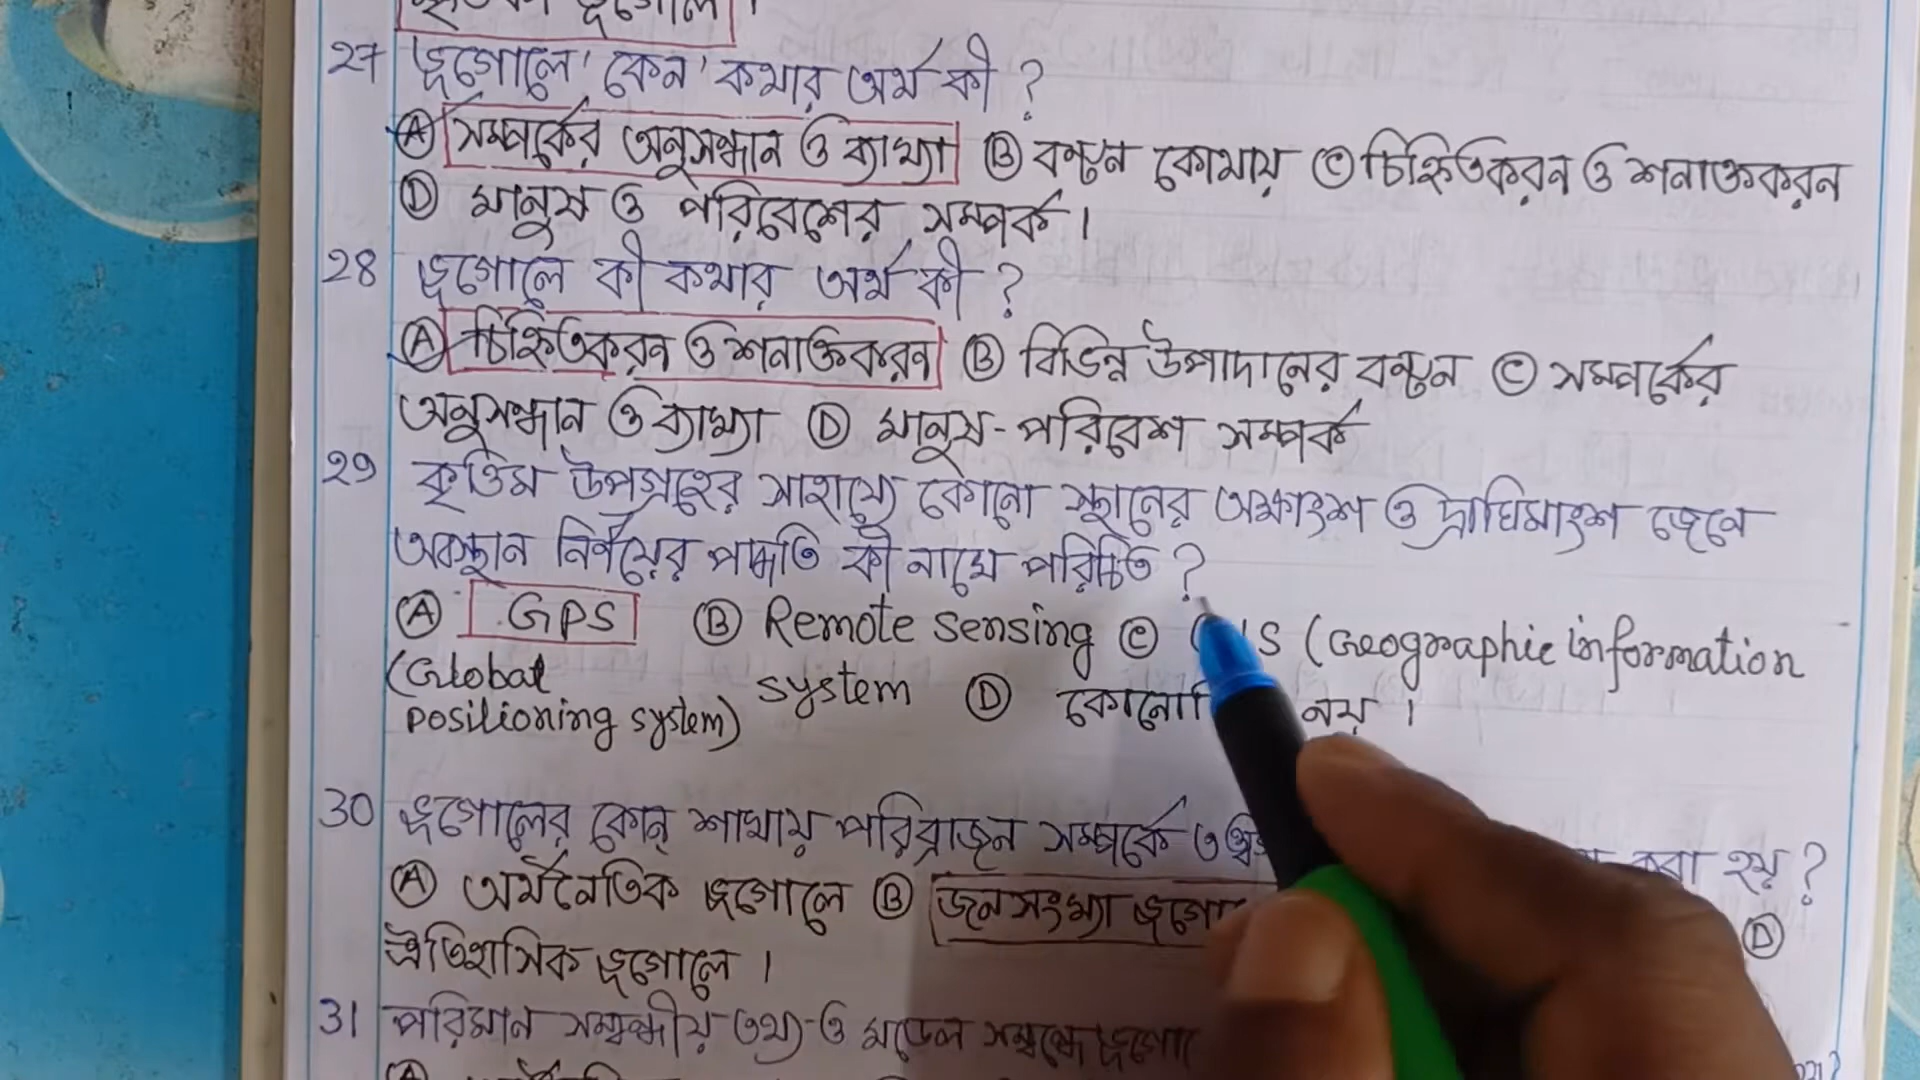 ভূগোলে।
27 ভূগোলে 'কেন' কথার অর্থ কী ?
Ⓐ সম্পর্কের অনুসন্ধান ও ব্যাখ্যা Ⓑ বন্টন কোথায় Ⓒ চিহ্নিতকরন ও শনাক্তকরন
Ⓓ মানুষ ও পরিবেশের সম্পর্ক।
28 ভূগোলে কী কথার অর্থ কী ?
Ⓐ চিহ্নিতকরন ও শনাক্তকরন Ⓑ বিভিন্ন উপাদানের বন্টন Ⓒ সম্পর্কের
অনুসন্ধান ও ব্যাখ্যা Ⓓ মানুষ-পরিবেশ সম্পর্ক
29 কৃত্তিম উপগ্রহের সাহায্যে কোনো স্থানের অক্ষাংশ ও দ্রাঘিমাংশ জেনে
অবস্থান নির্ণয়ের পদ্ধতি কী নামে পরিচিত ?
Ⓐ GPS Ⓑ Remote sensing Ⓒ (Geographic information
(Global system Ⓓ নয়।
positioning system)
30 ভূগোলের কোন্ শাখায় পরিব্রাজন সম্পর্কে করা হয় ?
Ⓐ অর্থনৈতিক ভূগোলে Ⓑ জনসংখ্যা Ⓓ
ঐতিহাসিক ভূগোলে।
31 পরিমান সম্বন্ধীয় তথ্য ও মডেল সম্বন্ধে
Ⓐ